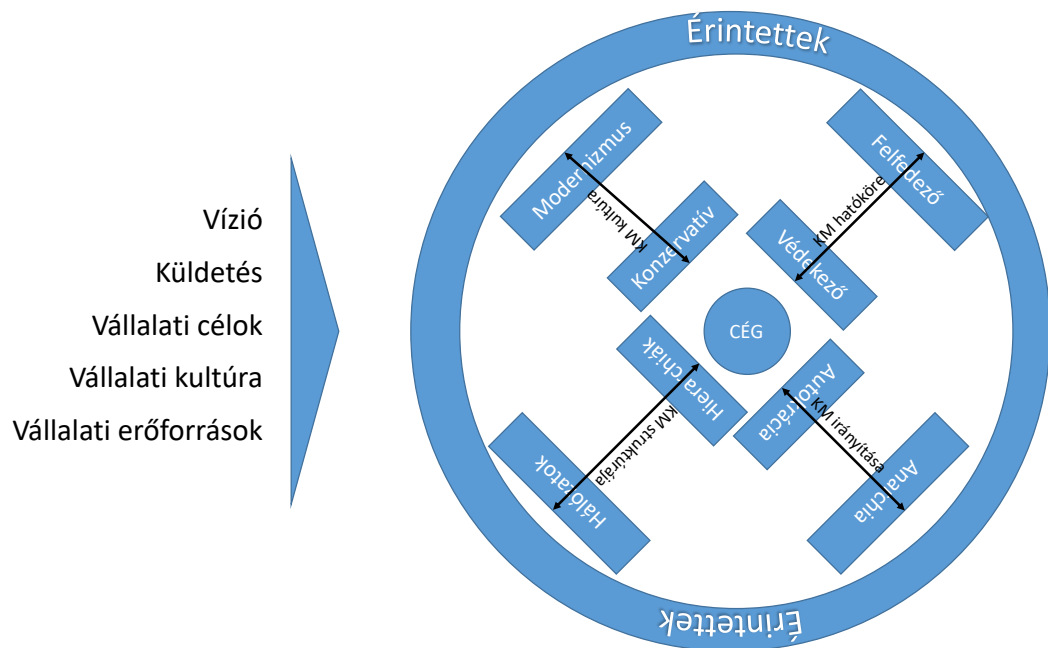 Vízió
Küldetés
Vállalati célok
Vállalati kultúra
Vállalati erőforrások
Érintettek
Modernizmus
KM kultúra
Konzervatív
Felfedező
KM hatóköre
Védekező
CÉG
Hierarchiák
KM struktúrája
Hálózatok
Autokrácia
KM irányítása
Anarchia
Érintettek